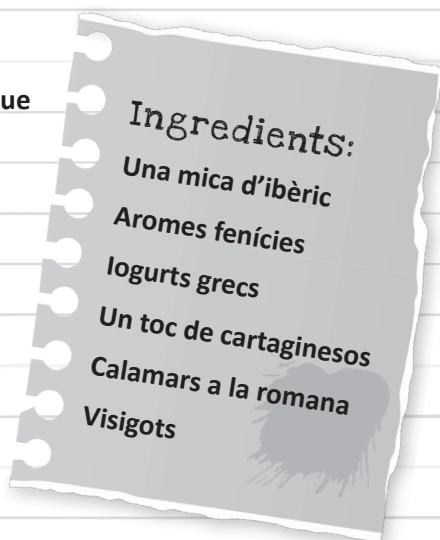 ue
Ingredients:
Una mica d'ibèric
Aromes fenícies
Iogurts grecs
Un toc de cartaginesos
Calamars a la romana
Visigots